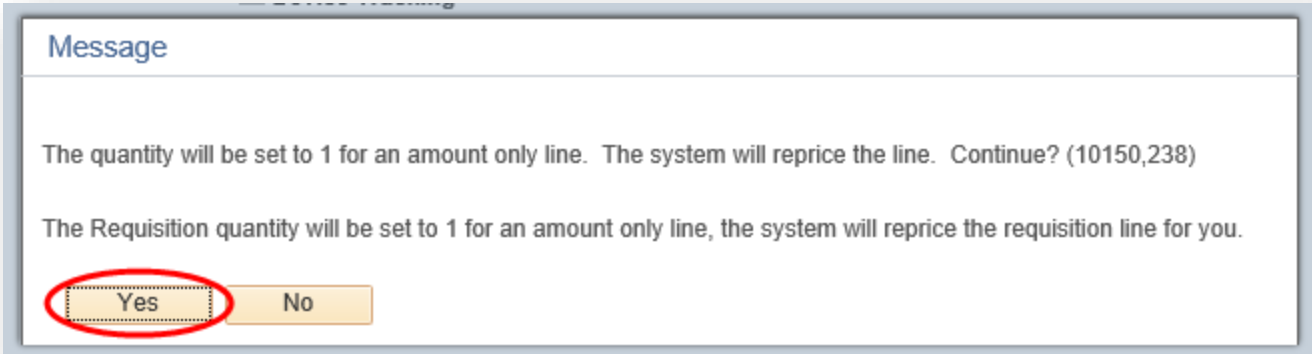 Message
The quantity will be set to 1 for an amount only line.  The system will reprice the line.  Continue? (10150,238)
The Requisition quantity will be set to 1 for an amount only line, the system will reprice the requisition line for you.
Yes No